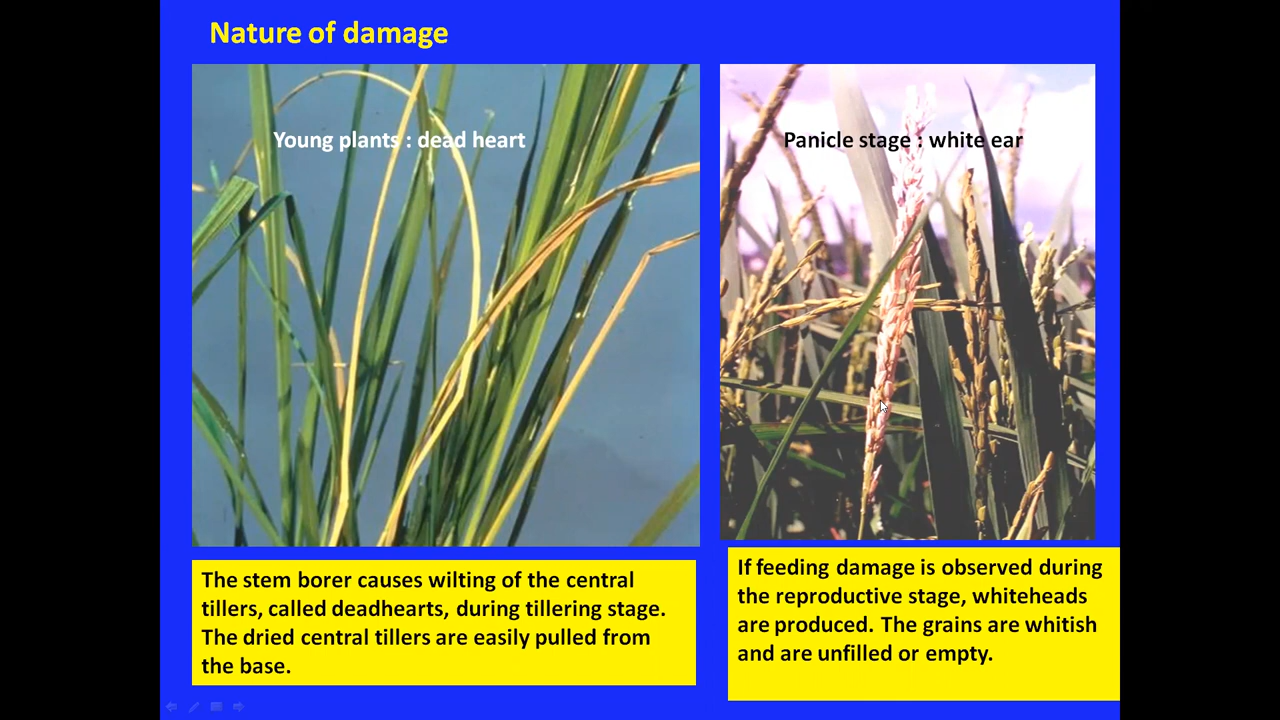 Nature of damage
Young plants : dead heart
Panicle stage : white ear
The stem borer causes wilting of the central
tillers, called deadhearts, during tillering stage.
The dried central tillers are easily pulled from
the base.
If feeding damage is observed during
the reproductive stage, whiteheads
are produced. The grains are whitish
and are unfilled or empty.